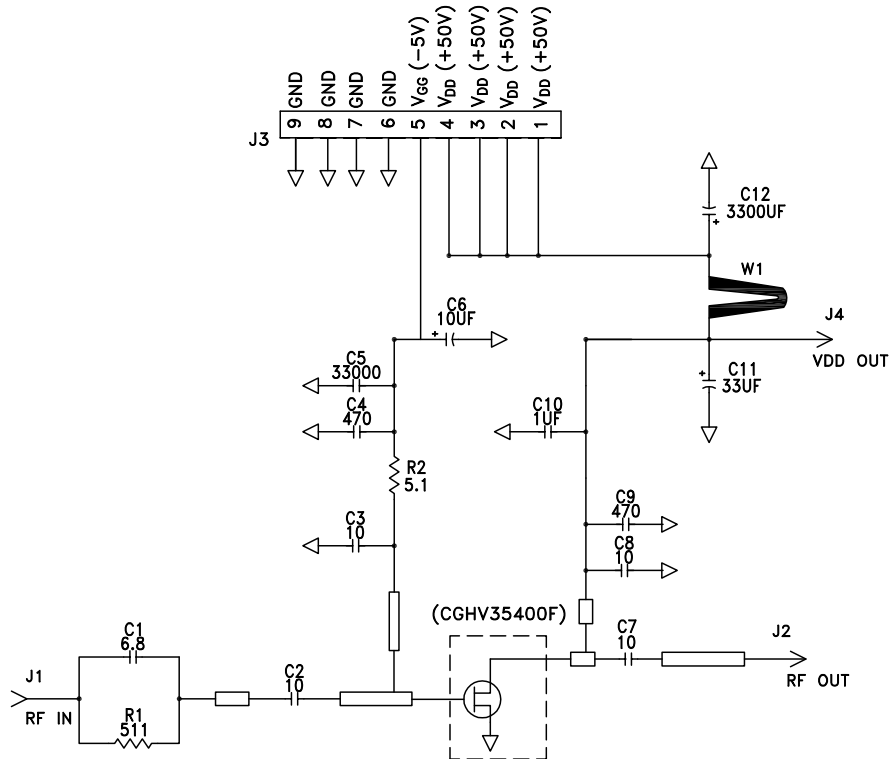 VGG (-5V)
VDD (+50V)
VDD (+50V)
VDD (+50V)
VDD (+50V)
GND
GND
GND
GND
J3
9
8
7
6
5
4
3
2
1
C12
3300UF
+
W1
J4
VDD OUT
C6
10UF
+
C11
33UF
+
C5
33000
C4
470
C10
1UF
R2
5.1
C9
470
C3
10
C8
10
(CGHV35400F)
C1
6.8
C7
10
J2
RF OUT
J1
RF IN
C2
10
R1
511